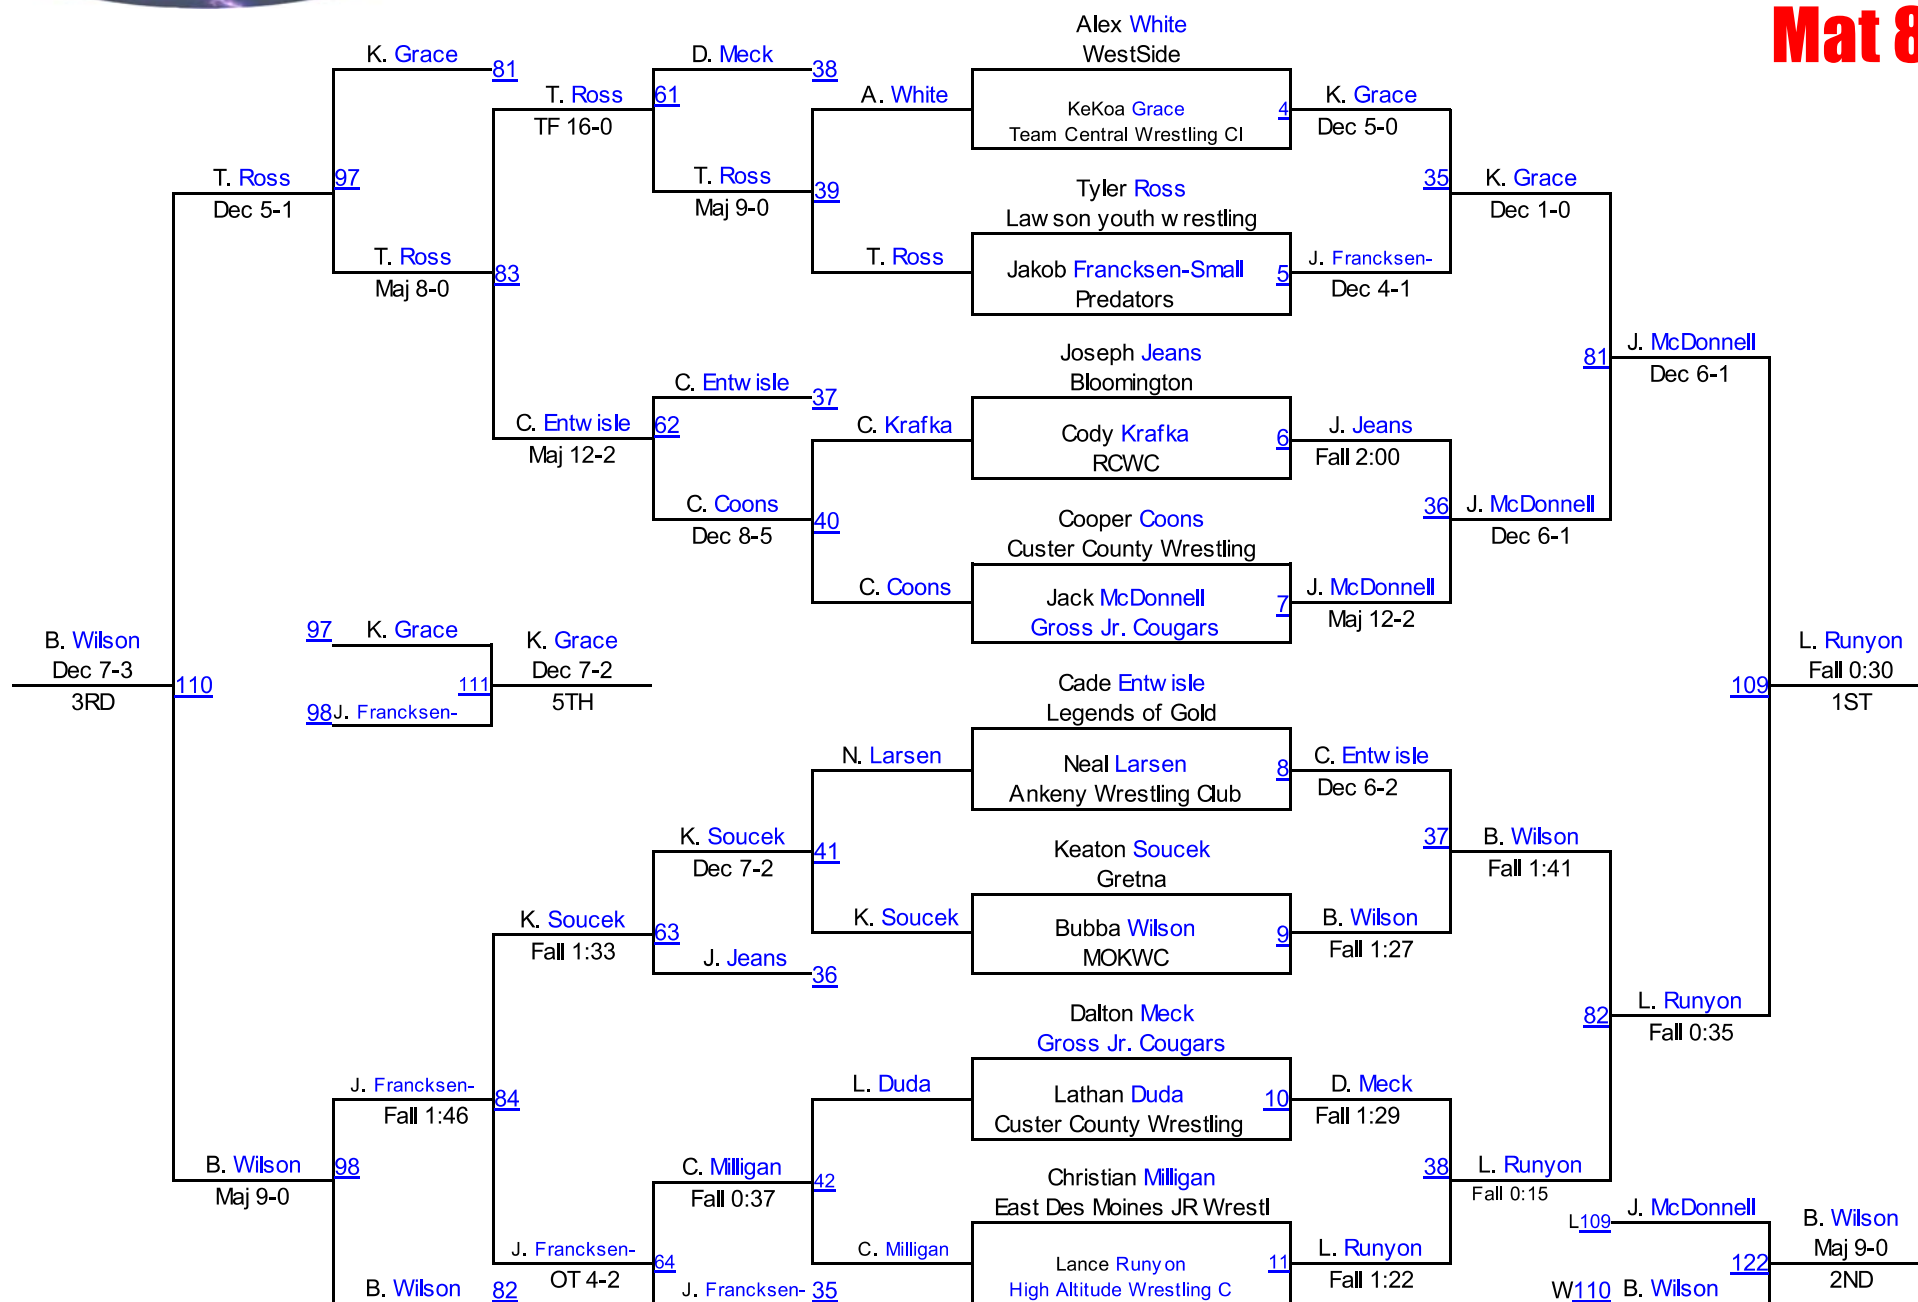 Mat 8
Alex White
WestSide
K. Grace
81
D. Meck
38
T. Ross
61
TF 16-0
A. White
KeKoa Grace
4
Team Central Wrestling Cl
K. Grace
Dec 5-0
T. Ross
97
Dec 5-1
T. Ross
Maj 9-0
39
Tyler Ross
Law son youth w restling
35
K. Grace
Dec 1-0
T. Ross
Maj 8-0
83
T. Ross
Jakob Francksen-Small
5
Predators
J. Francksen-
Dec 4-1
Joseph Jeans
Bloomington
81
J. McDonnell
Dec 6-1
C. Entw isle
37
C. Entw isle
62
Maj 12-2
C. Krafka
Cody Krafka
6
RCWC
J. Jeans
Fall 2:00
C. Coons
Dec 8-5
40
Cooper Coons
Custer County Wrestling
36
J. McDonnell
Dec 6-1
C. Coons
Jack McDonnell
7
Gross Jr. Cougars
J. McDonnell
Maj 12-2
B. Wilson
Dec 7-3
3RD
110
97
K. Grace
98
J. Francksen-
111
K. Grace
Dec 7-2
5TH
Cade Entw isle
Legends of Gold
109
L. Runyon
Fall 0:30
1ST
N. Larsen
Neal Larsen
8
Ankeny Wrestling Club
C. Entw isle
Dec 6-2
K. Soucek
Dec 7-2
41
Keaton Soucek
Gretna
37
B. Wilson
Fall 1:41
K. Soucek
Fall 1:33
63
K. Soucek
Bubba Wilson
9
MOKWC
B. Wilson
Fall 1:27
J. Jeans
36
Dalton Meck
Gross Jr. Cougars
82
L. Runyon
Fall 0:35
J. Francksen-
Fall 1:46
84
L. Duda
Lathan Duda
10
Custer County Wrestling
D. Meck
Fall 1:29
B. Wilson
Maj 9-0
98
C. Milligan
Fall 0:37
42
Christian Milligan
East Des Moines JR Wrestl
38
L. Runyon
Fall 0:15
J. Francksen-
OT 4-2
64
C. Milligan
Lance Runyon
11
High Altitude Wrestling C
L. Runyon
Fall 1:22
L109
J. McDonnell
122
B. Wilson
Maj 9-0
2ND
B. Wilson
82
J. Francksen-
35
W110
B. Wilson